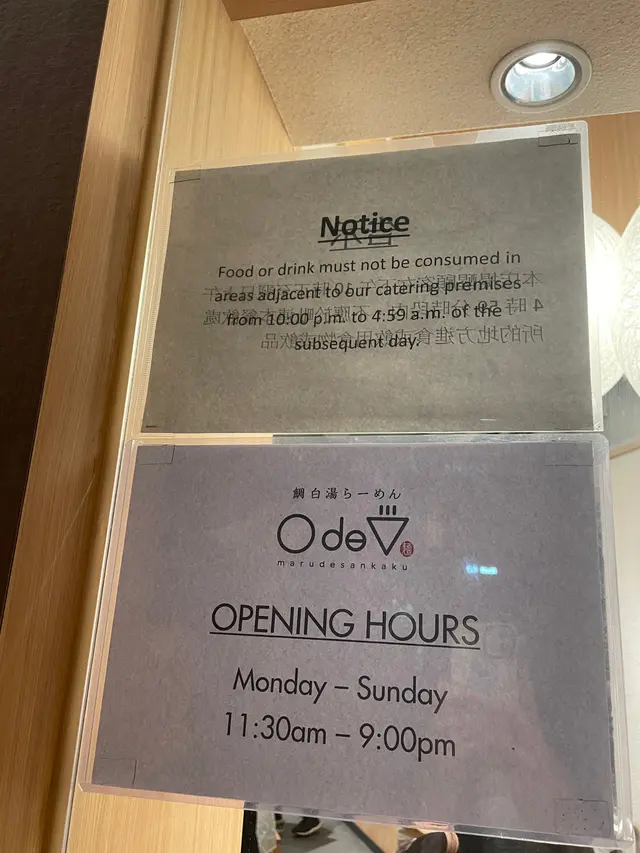 Notice
Food or drink must not be consumed in
areas adjacent to our catering premises
from 10:00 p.m. to 4:59 a.m. of the
subsequent day.
鯛白湯らーめん
○de▽
marudesankaku
OPENING HOURS
Monday – Sunday
11:30am – 9:00pm